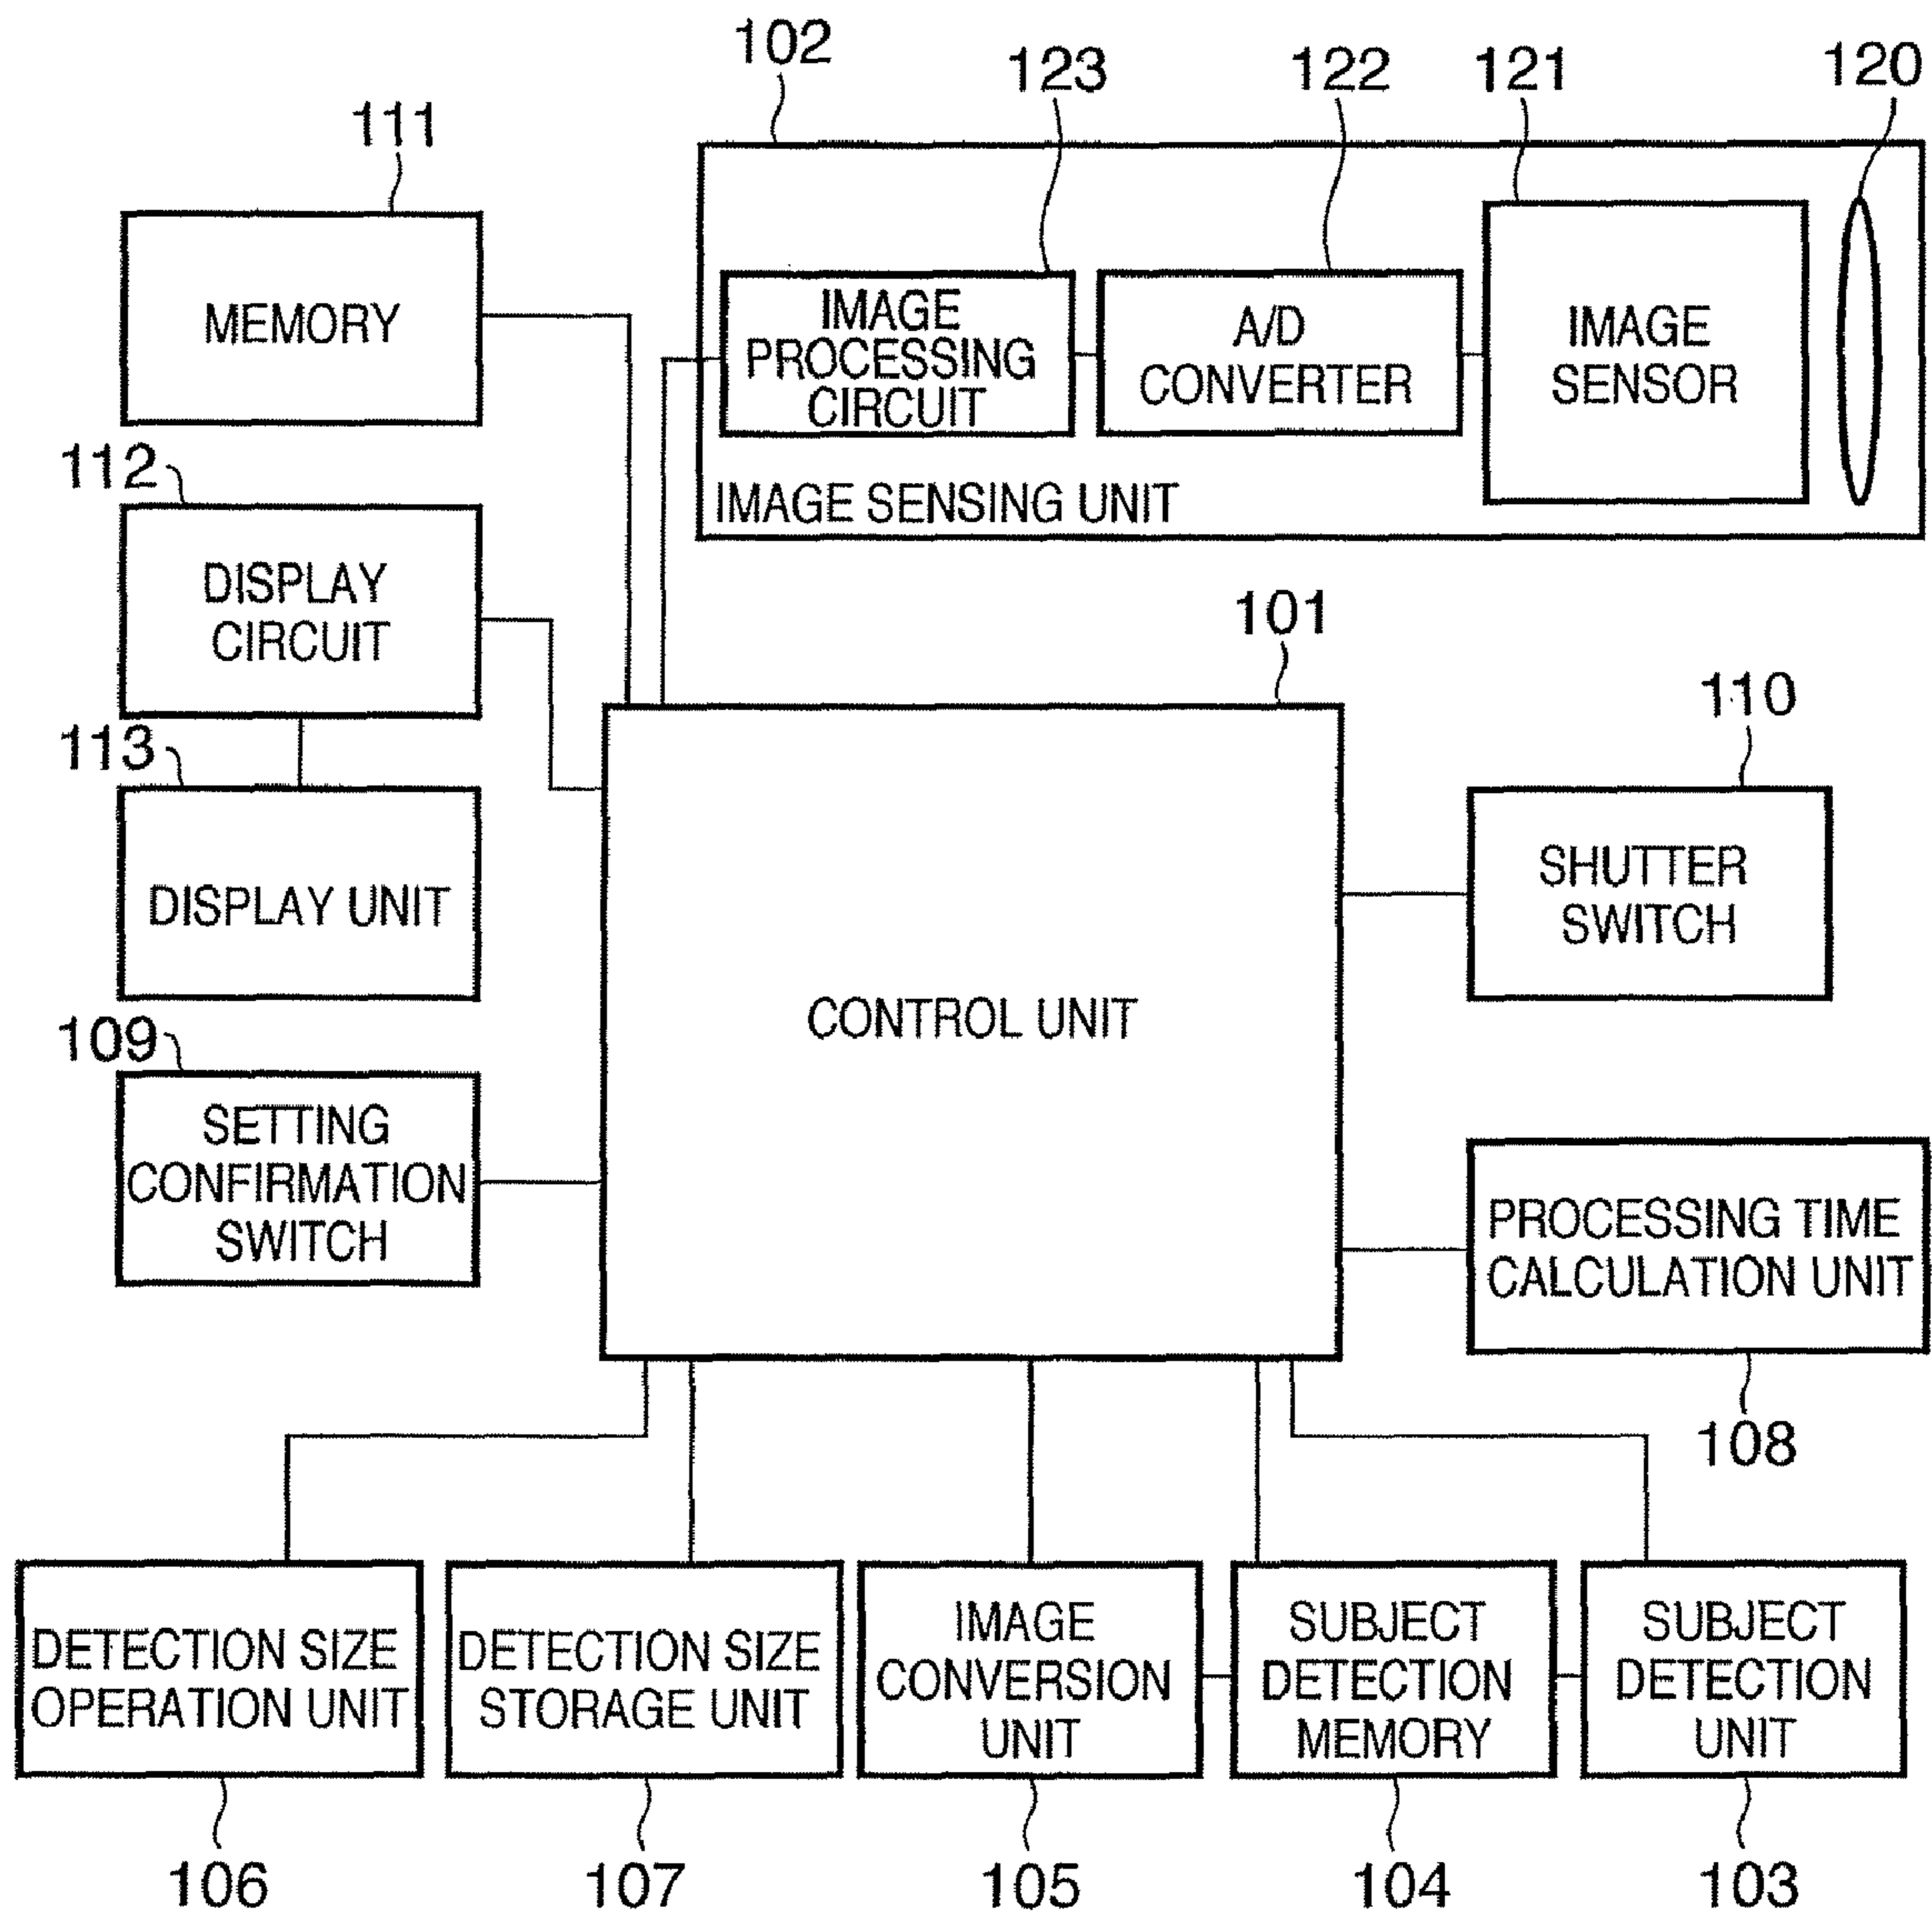 102
123
122
121
120
111
MEMORY
IMAGE
PROCESSING
CIRCUIT
A/D
CONVERTER
IMAGE
SENSOR
IMAGE SENSING UNIT
112
DISPLAY
CIRCUIT
101
110
113
DISPLAY UNIT
CONTROL UNIT
SHUTTER
SWITCH
109
SETTING
CONFIRMATION
SWITCH
PROCESSING TIME
CALCULATION UNIT
108
DETECTION SIZE
OPERATION UNIT
DETECTION SIZE
STORAGE UNIT
IMAGE
CONVERSION
UNIT
SUBJECT
DETECTION
MEMORY
SUBJECT
DETECTION
UNIT
106
107
105
104
103